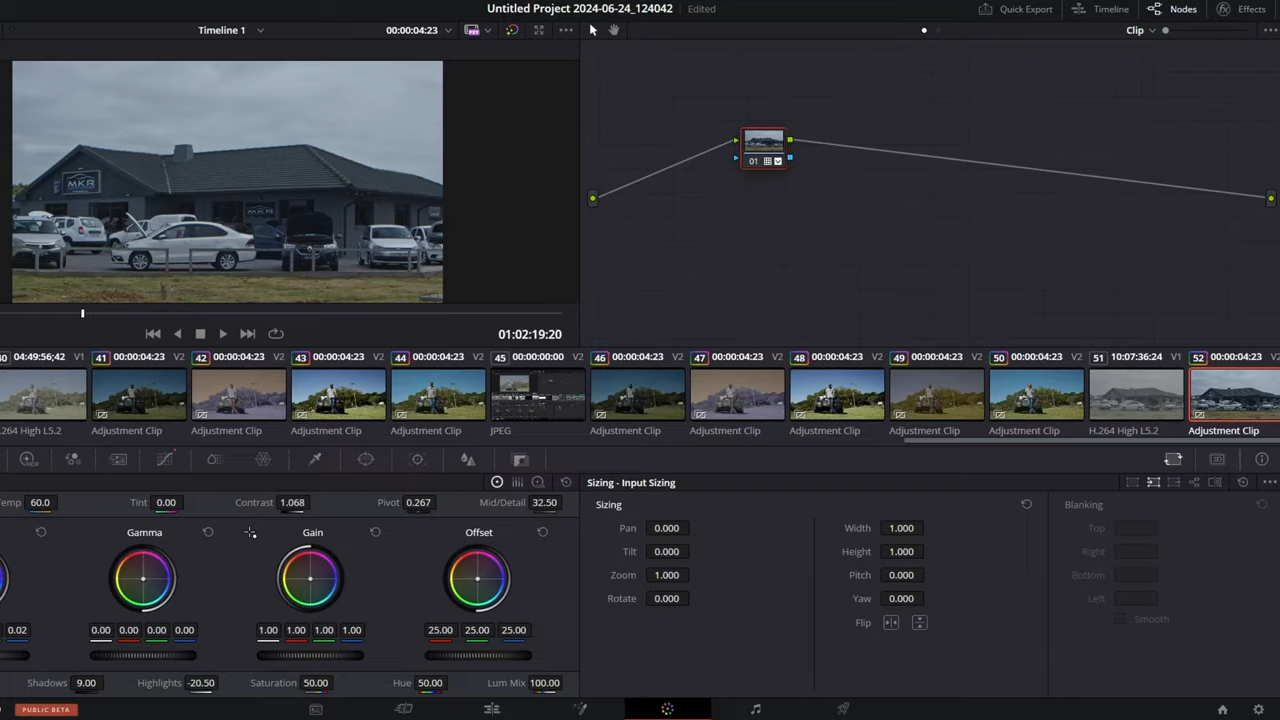 Untitled Project 2024-06-24_124042 Edited
Quick Export Timeline Nodes Effects
Timeline 1 00:00:04:23 Clip
MKR
MKR
01
01:02:19:20
40 04:49:56;42 V1 41 00:00:04:23 V2 42 00:00:04:23 V2 43 00:00:04:23 V2 44 00:00:04:23 V2 45 00:00:00:00 V2 46 00:00:04:23 V2 47 00:00:04:23 V2 48 00:00:04:23 V2 49 00:00:04:23 V2 50 00:00:04:23 V2 51 10:07:36:24 V1 52 00:00:04:23 V2
.264 High L5.2 Adjustment Clip Adjustment Clip Adjustment Clip Adjustment Clip JPEG Adjustment Clip Adjustment Clip Adjustment Clip Adjustment Clip Adjustment Clip H.264 High L5.2 Adjustment Clip
Sizing - Input Sizing
Temp 60.0 Tint 0.00 Contrast 1.068 Pivot 0.267 Mid/Detail 32.50
Sizing Blanking
Gamma Gain Offset
Pan 0.000 Width 1.000 Top
Tilt 0.000 Height 1.000 Right
Zoom 1.000 Pitch 0.000 Bottom
Rotate 0.000 Yaw 0.000 Left
Flip Smooth
0.02 0.00 0.00 0.00 0.00 1.00 1.00 1.00 1.00 25.00 25.00 25.00
Shadows 9.00 Highlights -20.50 Saturation 50.00 Hue 50.00 Lum Mix 100.00
PUBLIC BETA